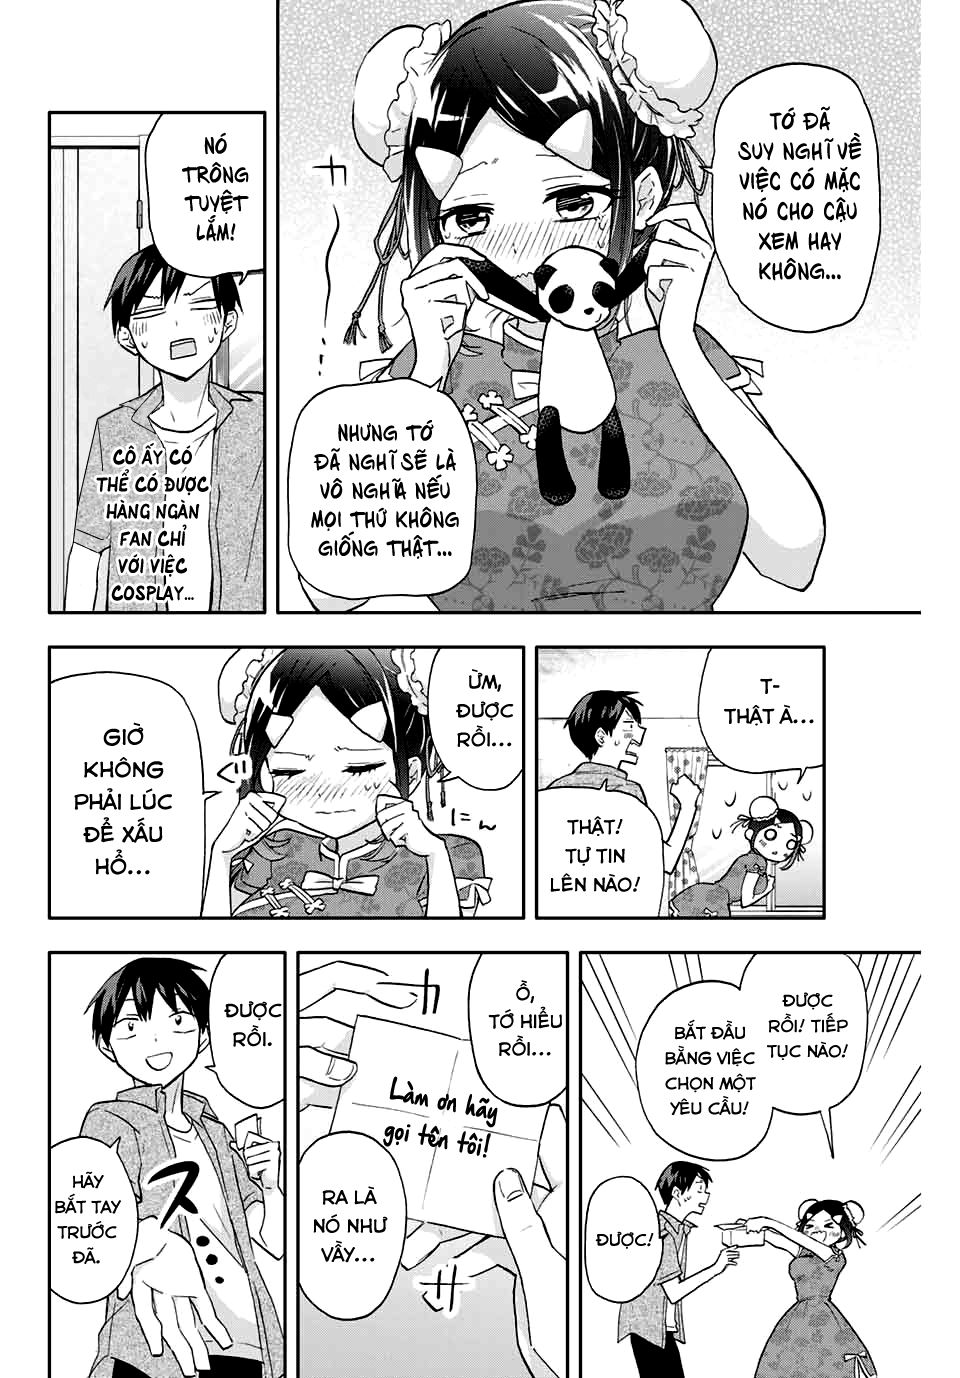 TỚ ĐÃ
SUY NGHĨ VỀ
VIỆC CÓ MẶC
NÓ CHO CẬU
XEM HAY
KHÔNG...
NHƯNG TỚ
ĐÃ NGHĨ SẼ LÀ
VÔ NGHĨA NẾU
MỌI THỨ KHÔNG
GIỐNG THẬT...
カ
NÓ
TRÔNG
TUYỆT
LẮM!
CÔ ẤY CÓ
THỂ CÓ ĐƯỢC
HÀNG NGÀN
FAN CHỈ
VỚI VIỆC
COSPLAY...
T-
THẬT À...
THẬT!
TỰ TIN
LÊN NÀO!
ỪM,
ĐƯỢC
RỒI...
GIỜ
KHÔNG
PHẢI LÚC
ĐỂ XẤU
HỔ...
ĐƯỢC
RỒI! TIẾP
TỤC NÀO!
BẮT ĐẦU
BẰNG VIỆC
CHỌN MỘT
YÊU CẦU!
ĐƯỢC!
Ồ,
TỚ HIỂU
RỒI...
カ
Làm ơn hãy
gọi tên tôi!
サ
RA LÀ
NÓ NHƯ
VẦY...
ĐƯỢC
RỒI.
HÃY
BẮT TAY
TRƯỚC
ĐÃ.
ス...